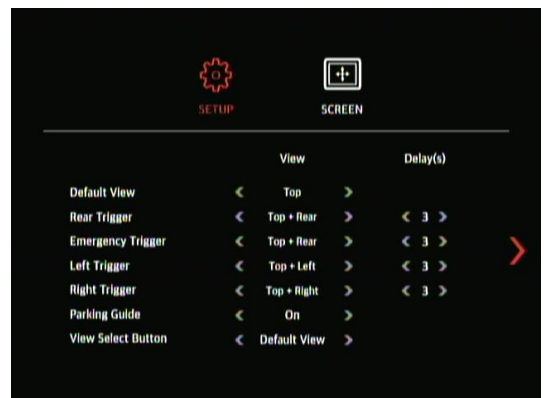 SETUP SCREEN
View Delay(s)
Default View < Top >
Rear Trigger < Top + Rear > < 3 >
Emergency Trigger < Top + Rear > < 3 >
Left Trigger < Top + Left > < 3 >
Right Trigger < Top + Right > < 3 >
Parking Guide < On >
View Select Button < Default View >